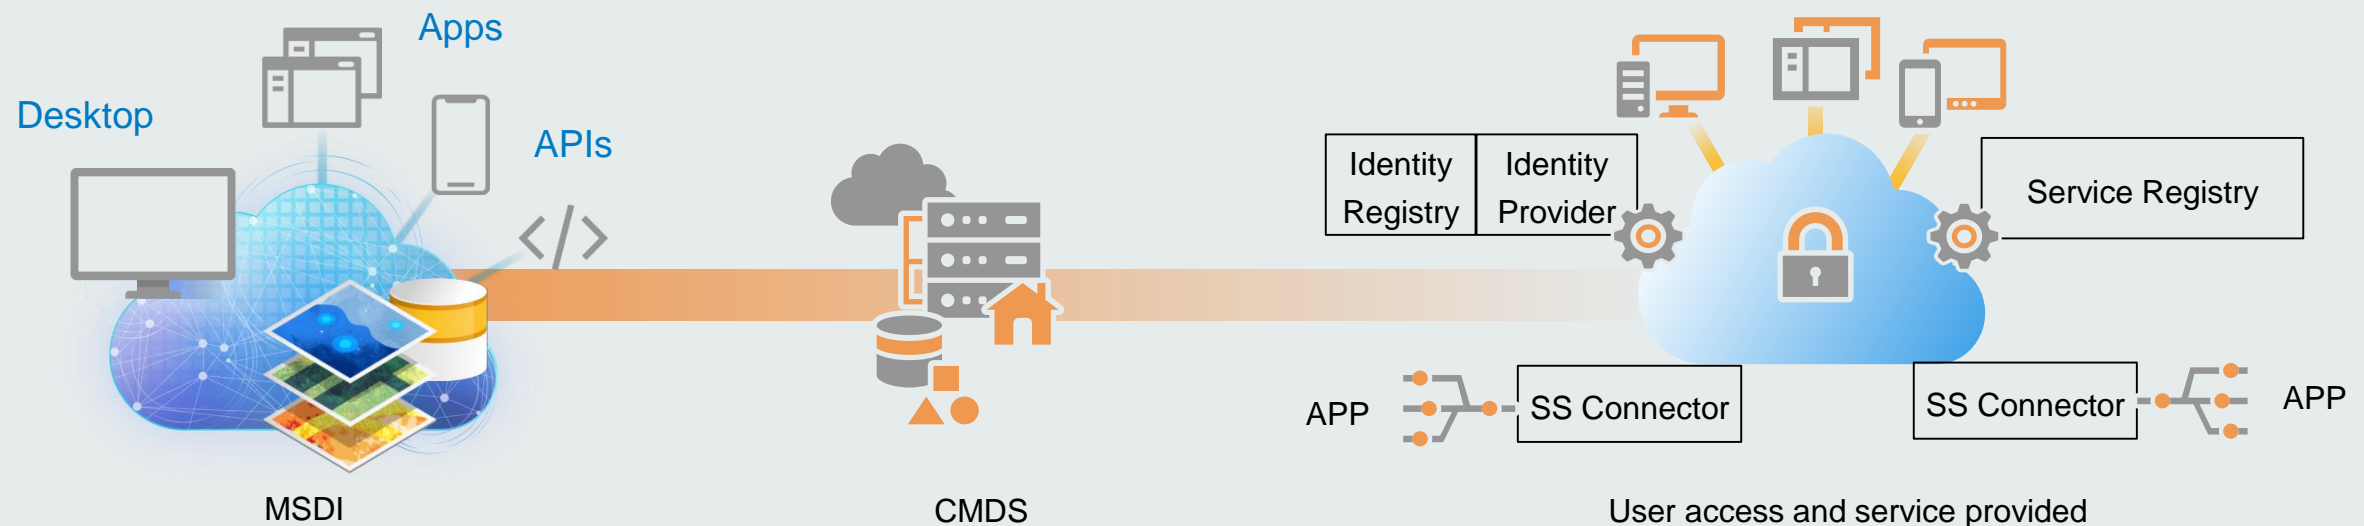 Apps
Desktop
APIs
Identity
Registry
Identity
Provider
Service Registry
APP
SS Connector
SS Connector
APP
MSDI
CMDS
User access and service provided